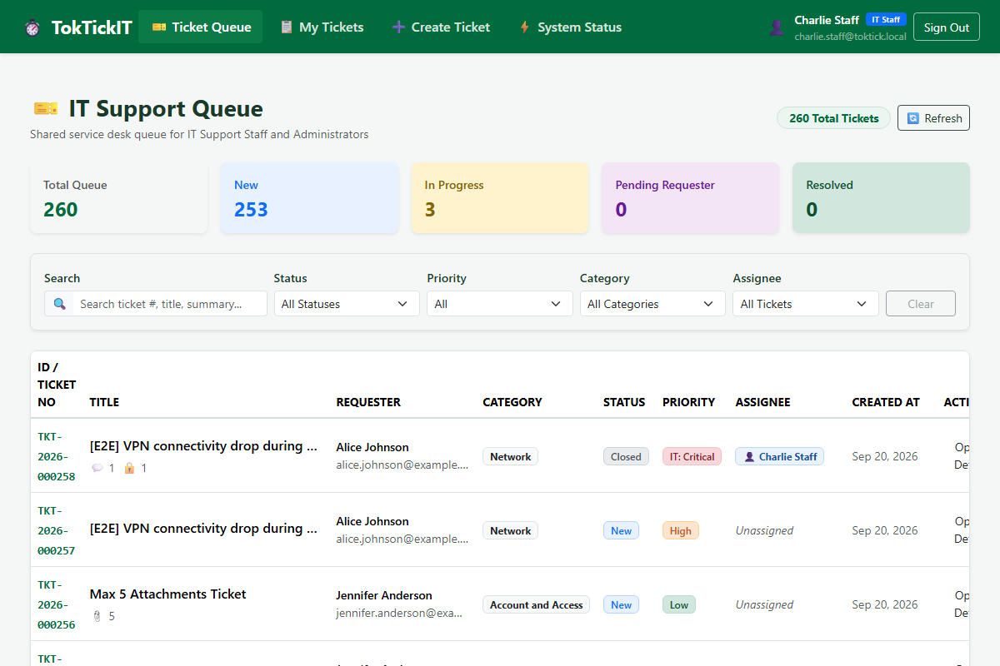 TokTickIT
Ticket Queue
My Tickets
Create Ticket
System Status
Charlie Staff
IT Staff
charlie.staff@toktick.local
Sign Out
IT Support Queue
Shared service desk queue for IT Support Staff and Administrators
260 Total Tickets
Refresh
Total Queue
260
New
253
In Progress
3
Pending Requester
0
Resolved
0
Search
Status
Priority
Category
Assignee
Search ticket #, title, summary...
All Statuses
All
All Categories
All Tickets
Clear
ID /
TICKET
NO
TITLE
REQUESTER
CATEGORY
STATUS
PRIORITY
ASSIGNEE
CREATED AT
ACTI
TKT-
2026-
000258
[E2E] VPN connectivity drop during ...
1
1
Alice Johnson
alice.johnson@example....
Network
Closed
IT: Critical
Charlie Staff
Sep 20, 2026
Op
De
TKT-
2026-
000257
[E2E] VPN connectivity drop during ...
Alice Johnson
alice.johnson@example....
Network
New
High
Unassigned
Sep 20, 2026
Op
De
TKT-
2026-
000256
Max 5 Attachments Ticket
5
Jennifer Anderson
jennifer.anderson@exa...
Account and Access
New
Low
Unassigned
Sep 20, 2026
Op
De
TKT-